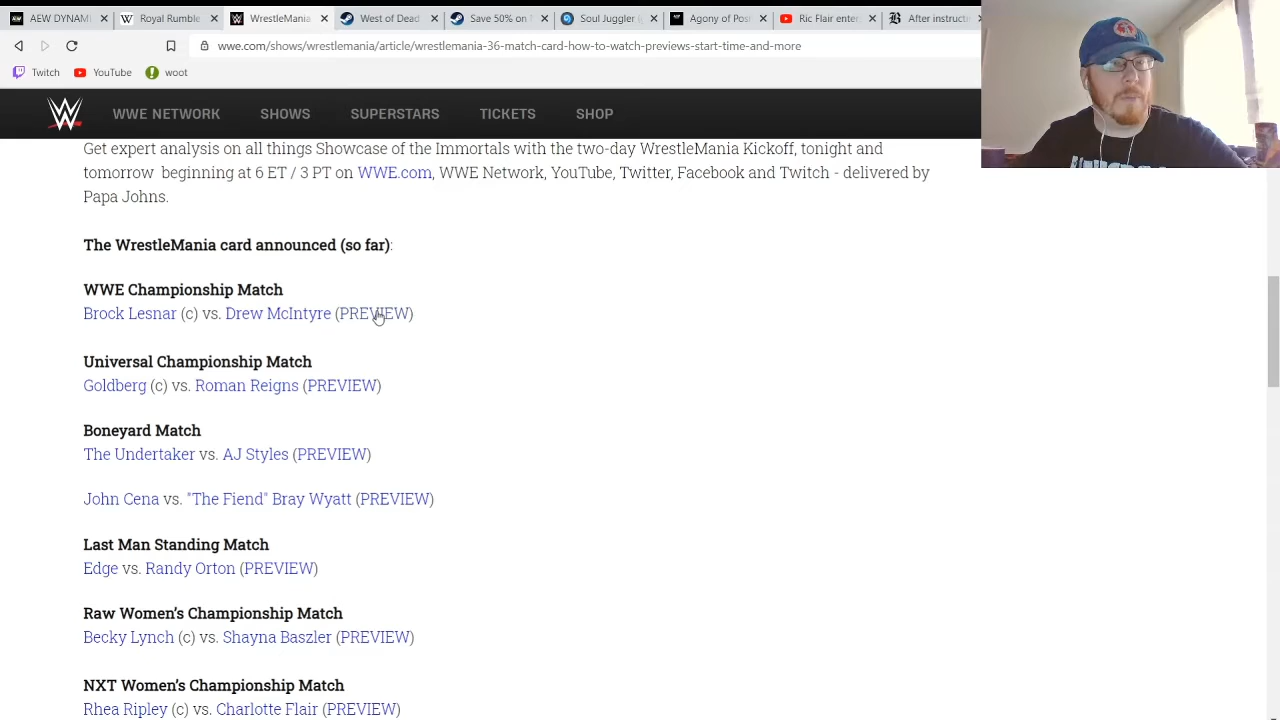 AEW DYNAM
Royal Rumble
WrestleMania
West of Dead
Save 50% on
Soul Juggler
Agony of Pos
Ric Flair ente
After instructi
wwe.com/shows/wrestlemania/article/wrestlemania-36-match-card-how-to-watch-previews-start-time-and-more
Twitch YouTube woot
WWE NETWORK SHOWS SUPERSTARS TICKETS SHOP
Get expert analysis on all things Showcase of the Immortals with the two-day WrestleMania Kickoff, tonight and
tomorrow beginning at 6 ET / 3 PT on WWE.com, WWE Network, YouTube, Twitter, Facebook and Twitch - delivered by
Papa Johns.
The WrestleMania card announced (so far):
WWE Championship Match
Brock Lesnar (c) vs. Drew McIntyre (PREVIEW)
Universal Championship Match
Goldberg (c) vs. Roman Reigns (PREVIEW)
Boneyard Match
The Undertaker vs. AJ Styles (PREVIEW)
John Cena vs. "The Fiend" Bray Wyatt (PREVIEW)
Last Man Standing Match
Edge vs. Randy Orton (PREVIEW)
Raw Women's Championship Match
Becky Lynch (c) vs. Shayna Baszler (PREVIEW)
NXT Women's Championship Match
Rhea Ripley (c) vs. Charlotte Flair (PREVIEW)